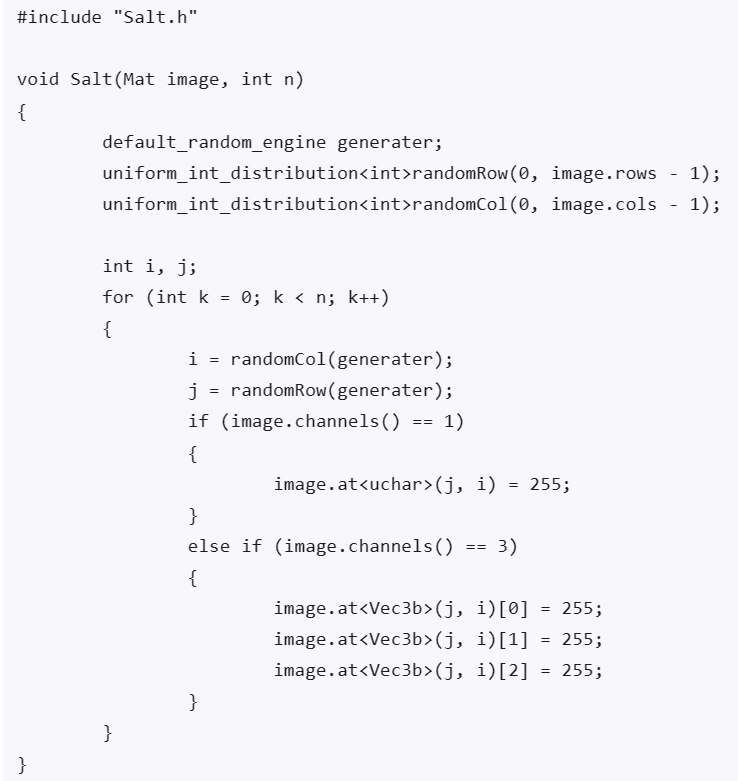 #include "Salt.h"

void Salt(Mat image, int n)
{
        default_random_engine generater;
        uniform_int_distribution<int>randomRow(0, image.rows - 1);
        uniform_int_distribution<int>randomCol(0, image.cols - 1);

        int i, j;
        for (int k = 0; k < n; k++)
        {
                i = randomCol(generater);
                j = randomRow(generater);
                if (image.channels() == 1)
                {
                        image.at<uchar>(j, i) = 255;
                }
                else if (image.channels() == 3)
                {
                        image.at<Vec3b>(j, i)[0] = 255;
                        image.at<Vec3b>(j, i)[1] = 255;
                        image.at<Vec3b>(j, i)[2] = 255;
                }
        }
}